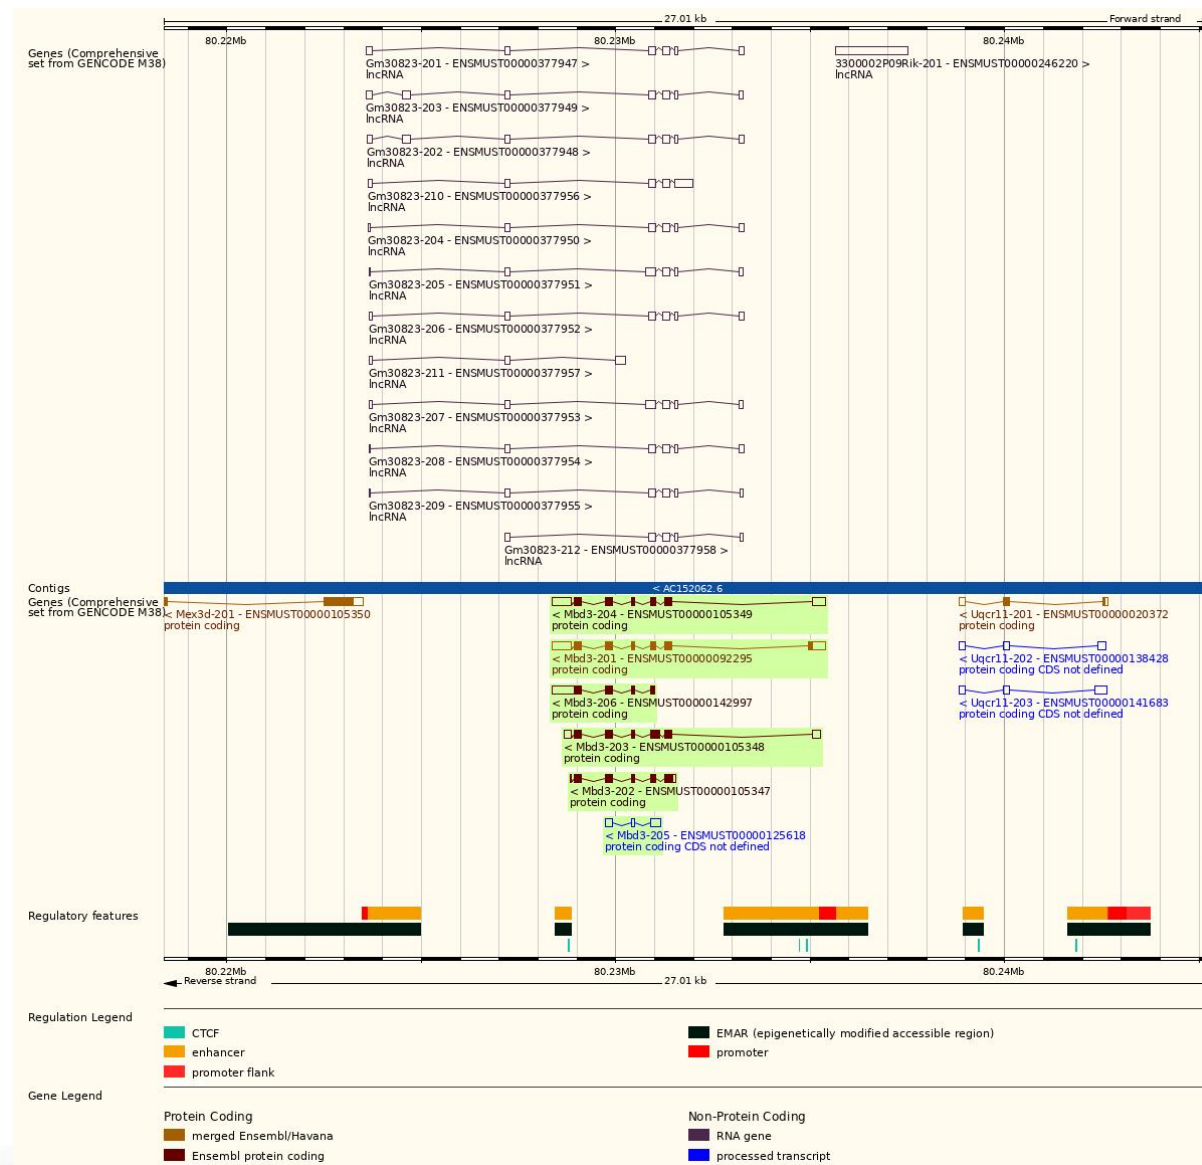 27.01 kb
Forward strand
80.22Mb
80.23Mb
80.24Mb
Genes (Comprehensive
set from GENCODE M38)
Gm30823-201 - ENSMUST00000377947 >
lncRNA
3300002P09Rik-201 - ENSMUST00000246220 >
lncRNA
Gm30823-203 - ENSMUST00000377949 >
lncRNA
Gm30823-202 - ENSMUST00000377948 >
lncRNA
Gm30823-210 - ENSMUST00000377956 >
lncRNA
Gm30823-204 - ENSMUST00000377950 >
lncRNA
Gm30823-205 - ENSMUST00000377951 >
lncRNA
Gm30823-206 - ENSMUST00000377952 >
lncRNA
Gm30823-211 - ENSMUST00000377957 >
lncRNA
Gm30823-207 - ENSMUST00000377953 >
lncRNA
Gm30823-208 - ENSMUST00000377954 >
lncRNA
Gm30823-209 - ENSMUST00000377955 >
lncRNA
Gm30823-212 - ENSMUST00000377958 >
lncRNA
Contigs
< AC152062.6
Genes (Comprehensive
set from GENCODE M38)
< Mex3d-201 - ENSMUST00000105350
protein coding
< Mbd3-204 - ENSMUST00000105349
protein coding
< Uqcr11-201 - ENSMUST00000020372
protein coding
< Mbd3-201 - ENSMUST00000092295
protein coding
< Uqcr11-202 - ENSMUST00000138428
protein coding CDS not defined
< Mbd3-206 - ENSMUST00000142997
protein coding
< Uqcr11-203 - ENSMUST00000141683
protein coding CDS not defined
< Mbd3-203 - ENSMUST00000105348
protein coding
< Mbd3-202 - ENSMUST00000105347
protein coding
< Mbd3-205 - ENSMUST00000125618
protein coding CDS not defined
Regulatory features
80.22Mb
80.23Mb
80.24Mb
Reverse strand
27.01 kb
Regulation Legend
CTCF
EMAR (epigenetically modified accessible region)
enhancer
promoter
promoter flank
Gene Legend
Protein Coding
Non-Protein Coding
merged Ensembl/Havana
RNA gene
Ensembl protein coding
processed transcript